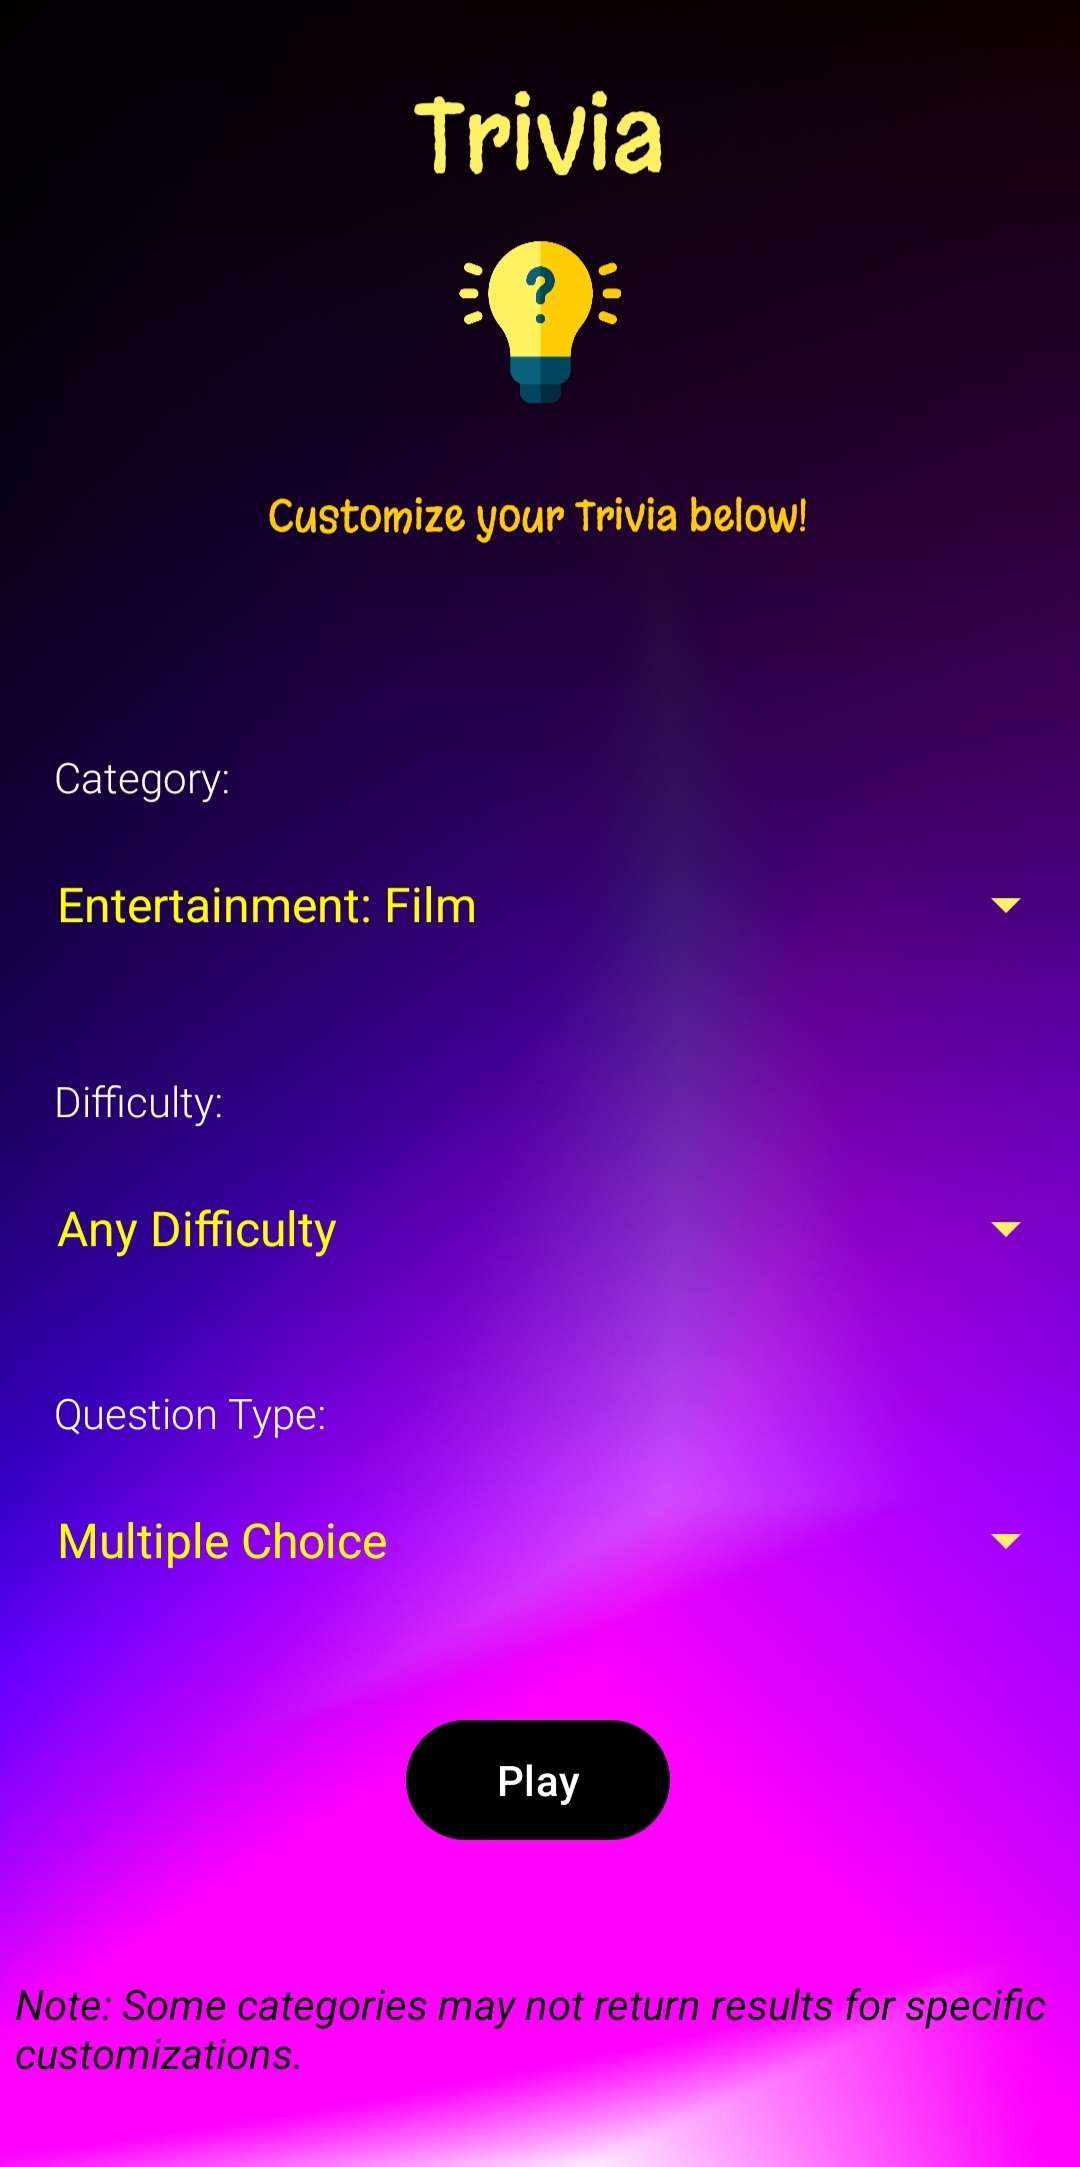 Trivia
?
Customize your Trivia below!
Category:
Entertainment: Film
Difficulty:
Any Difficulty
Question Type:
Multiple Choice
Play
Note: Some categories may not return results for specific
customizations.